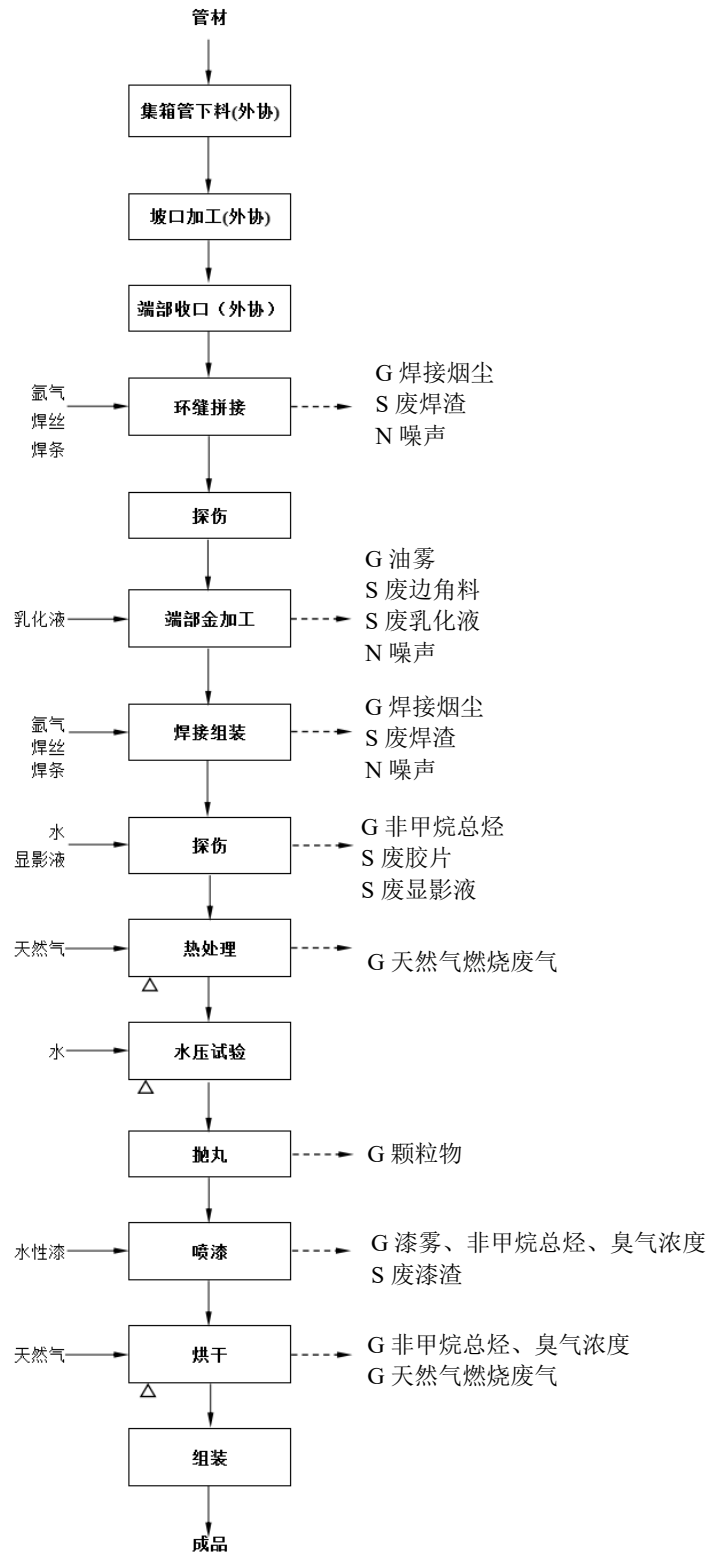 管材
集箱管下料(外协)
坡口加工(外协)
端部收口（外协）
氩气
焊丝
焊条
环缝拼接
G 焊接烟尘
S 废焊渣
N 噪声
探伤
乳化液
端部金加工
G 油雾
S 废边角料
S 废乳化液
N 噪声
氩气
焊丝
焊条
焊接组装
G 焊接烟尘
S 废焊渣
N 噪声
水
显影液
探伤
G 非甲烷总烃
S 废胶片
S 废显影液
天然气
热处理
G 天然气燃烧废气
水
水压试验
抛丸
G 颗粒物
水性漆
喷漆
G 漆雾、非甲烷总烃、臭气浓度
S 废漆渣
天然气
烘干
G 非甲烷总烃、臭气浓度
G 天然气燃烧废气
组装
成品